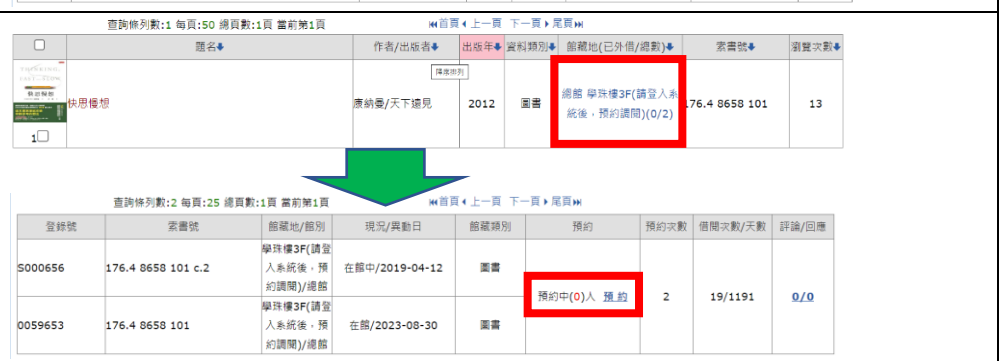 查詢條列數:1 每頁:50 總頁數:1頁 當前第1頁 首頁 上一頁 下一頁 尾頁
題名 作者/出版者 出版年 資料類別 館藏地(已外借/總數) 索書號 瀏覽次數
降序排列
快思慢想
快思慢想 康納曼/天下遠見 2012 圖書 總館 學珠樓3F(請登入系
統後,預約調閱)(0/2) 176.4 8658 101 13
1
查詢條列數:2 每頁:25 總頁數:1頁 當前第1頁 首頁 上一頁 下一頁 尾頁
登錄號 索書號 館藏地/館別 現況/異動日 館藏類別 預約 預約次數 借閱次數/天數 評論/回應
S000656 176.4 8658 101 c.2 學珠樓3F(請登
入系統後,預
約調閱)/總館 在館中/2019-04-12 圖書
預約中(0)人 預約 2 19/1191 0/0
0059653 176.4 8658 101 學珠樓3F(請登
入系統後,預
約調閱)/總館 在館/2023-08-30 圖書